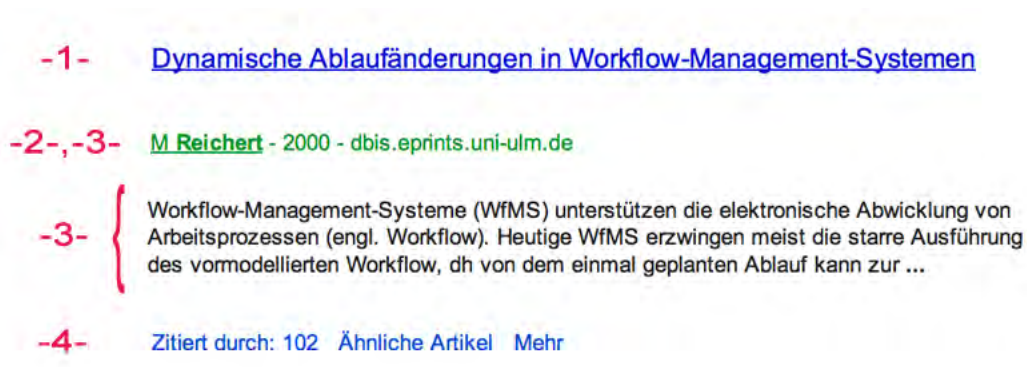 -1- Dynamische Ablaufänderungen in Workflow-Management-Systemen
-2-,-3- M Reichert - 2000 - dbis.eprints.uni-ulm.de
Workflow-Management-Systeme (WfMS) unterstützen die elektronische Abwicklung von
-3- Arbeitsprozessen (engl. Workflow). Heutige WfMS erzwingen meist die starre Ausführung
des vormodellierten Workflow, dh von dem einmal geplanten Ablauf kann zur ...
-4- Zitiert durch: 102 Ähnliche Artikel Mehr